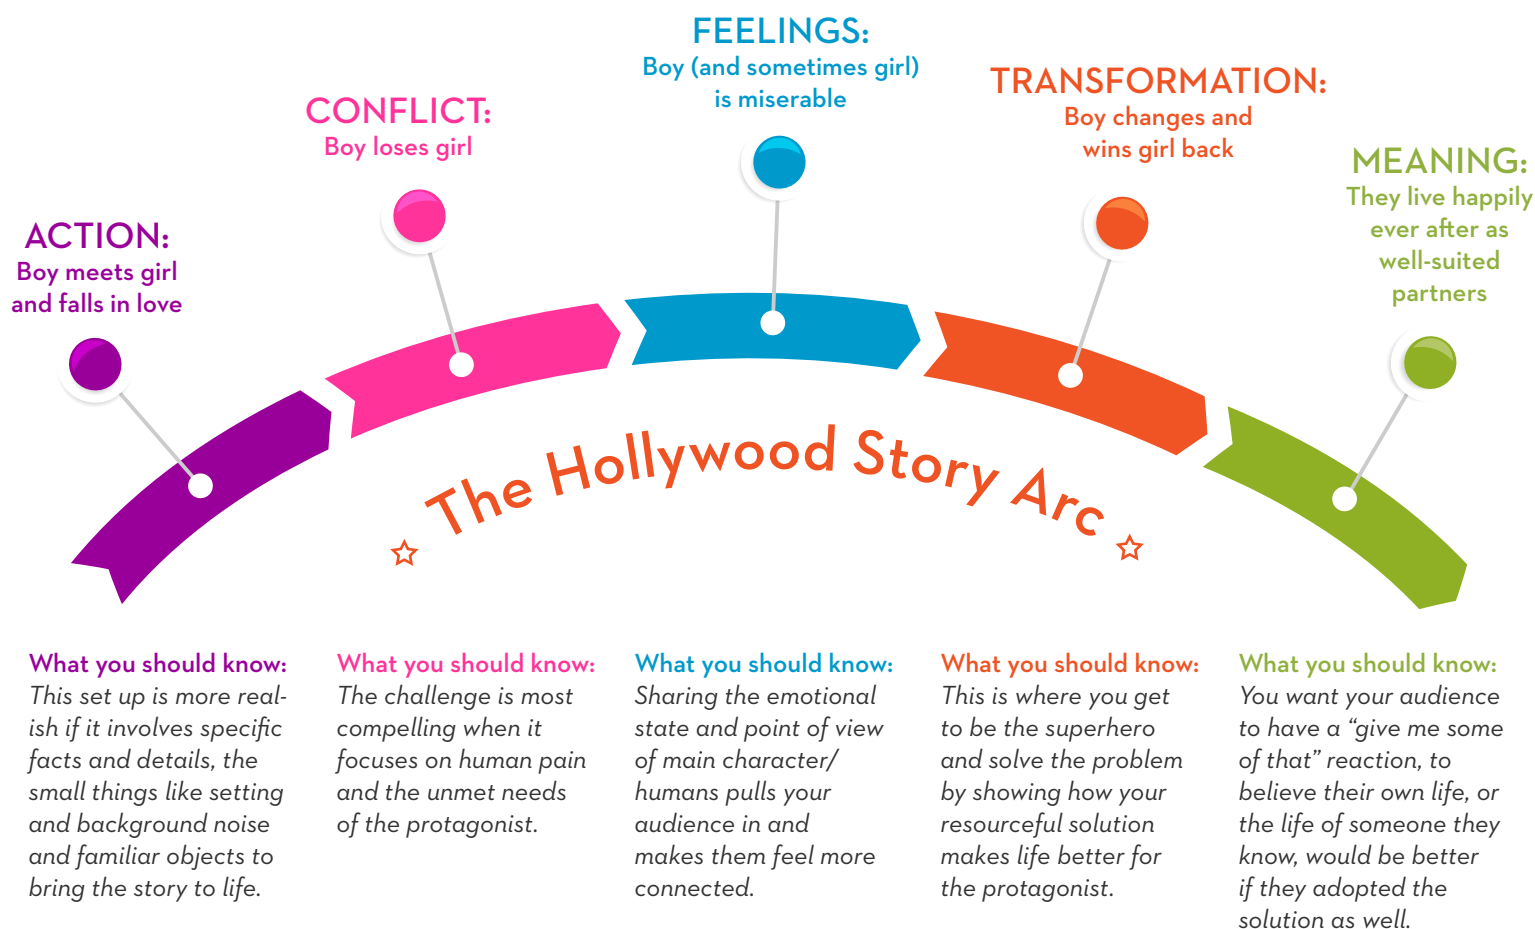 FEELINGS:
Boy (and sometimes girl)
is miserable
TRANSFORMATION:
Boy changes and
wins girl back
CONFLICT:
Boy loses girl
MEANING:
They live happily
ever after as
well-suited
partners
ACTION:
Boy meets girl
and falls in love
The Hollywood Story Arc
What you should know:
This set up is more real-
ish if it involves specific
facts and details, the
small things like setting
and background noise
and familiar objects to
bring the story to life.
What you should know:
The challenge is most
compelling when it
focuses on human pain
and the unmet needs
of the protagonist.
What you should know:
Sharing the emotional
state and point of view
of main character/
humans pulls your
audience in and
makes them feel more
connected.
What you should know:
This is where you get
to be the superhero
and solve the problem
by showing how your
resourceful solution
makes life better for
the protagonist.
What you should know:
You want your audience
to have a “give me some
of that” reaction, to
believe their own life, or
the life of someone they
know, would be better
if they adopted the
solution as well.